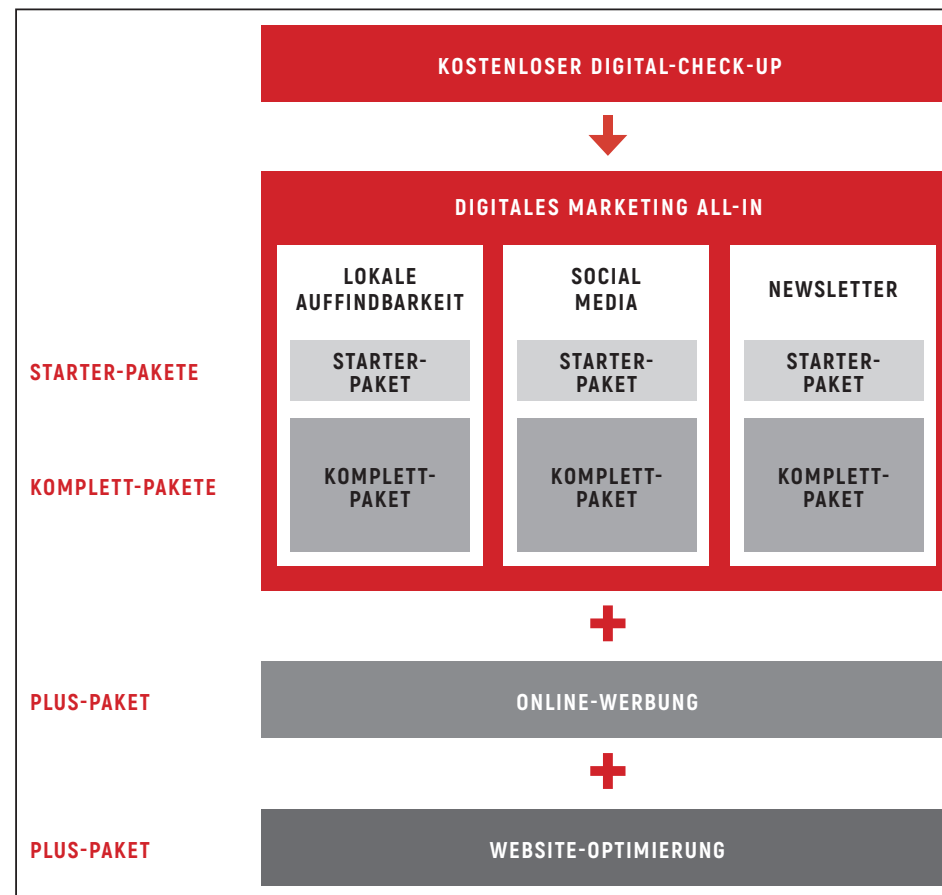 KOSTENLOSER DIGITAL-CHECK-UP
DIGITALES MARKETING ALL-IN
LOKALE
AUFFINDBARKEIT
SOCIAL
MEDIA
NEWSLETTER
STARTER-PAKETE
STARTER-
PAKET
STARTER-
PAKET
STARTER-
PAKET
KOMPLETT-PAKETE
KOMPLETT-
PAKET
KOMPLETT-
PAKET
KOMPLETT-
PAKET
PLUS-PAKET
ONLINE-WERBUNG
PLUS-PAKET
WEBSITE-OPTIMIERUNG